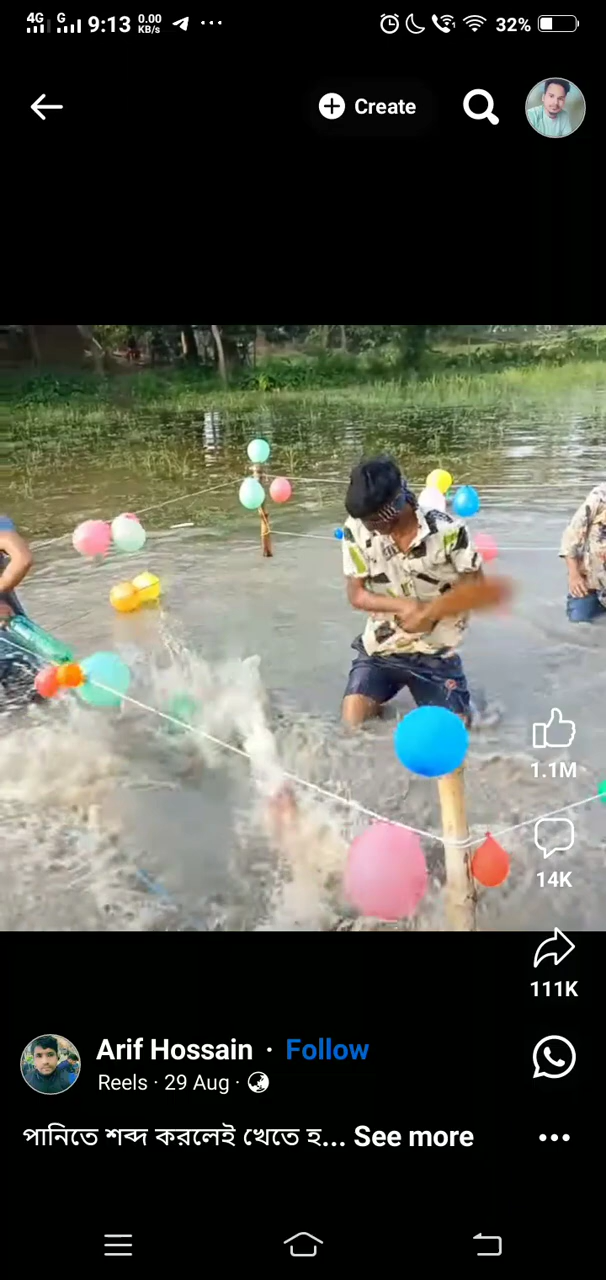 4G G 9:13 0.00 KB/s ... 32%
Create
1.1M
14K
111K
Arif Hossain · Follow
Reels · 29 Aug ·
পানিতে শব্দ করলেই খেতে হ... See more